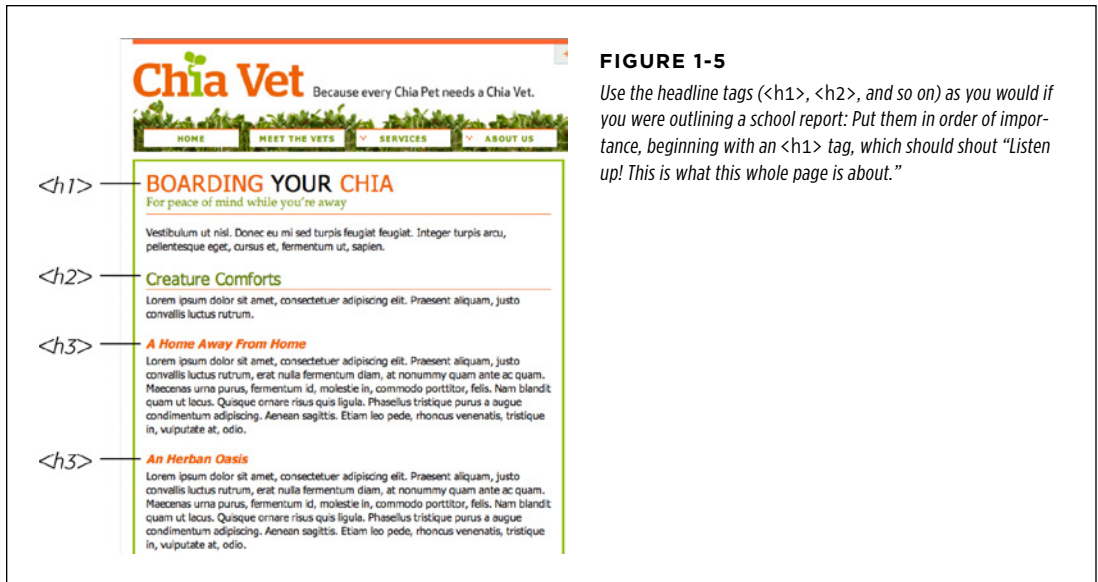 Chia Vet Because every Chia Pet needs a Chia Vet.
HOME MEET THE VETS SERVICES ABOUT US
<h1> BOARDING YOUR CHIA
For peace of mind while you're away
Vestibulum ut nisl. Donec eu mi sed turpis feugiat feugiat. Integer turpis arcu,
pellentesque eget, cursus et, fermentum ut, sapien.
<h2> Creature Comforts
Lorem ipsum dolor sit amet, consectetuer adipiscing elit. Praesent aliquam, justo
convallis luctus rutrum.
<h3> A Home Away From Home
Lorem ipsum dolor sit amet, consectetuer adipiscing elit. Praesent aliquam, justo
convallis luctus rutrum, erat nulla fermentum diam, at nonummy quam ante ac quam.
Maecenas urna purus, fermentum id, molestie in, commodo porttitor, felis. Nam blandit
quam ut lacus. Quisque ornare risus quis ligula. Phasellus tristique purus a augue
condimentum adipiscing. Aenean sagittis. Etiam leo pede, rhoncus venenatis, tristique
in, vulputate at, odio.
<h3> An Herban Oasis
Lorem ipsum dolor sit amet, consectetuer adipiscing elit. Praesent aliquam, justo
convallis luctus rutrum, erat nulla fermentum diam, at nonummy quam ante ac quam.
Maecenas urna purus, fermentum id, molestie in, commodo porttitor, felis. Nam blandit
quam ut lacus. Quisque ornare risus quis ligula. Phasellus tristique purus a augue
condimentum adipiscing. Aenean sagittis. Etiam leo pede, rhoncus venenatis, tristique
in, vulputate at, odio.
FIGURE 1-5
Use the headline tags (<h1>, <h2>, and so on) as you would if
you were outlining a school report: Put them in order of impor-
tance, beginning with an <h1> tag, which should shout “Listen
up! This is what this whole page is about.”